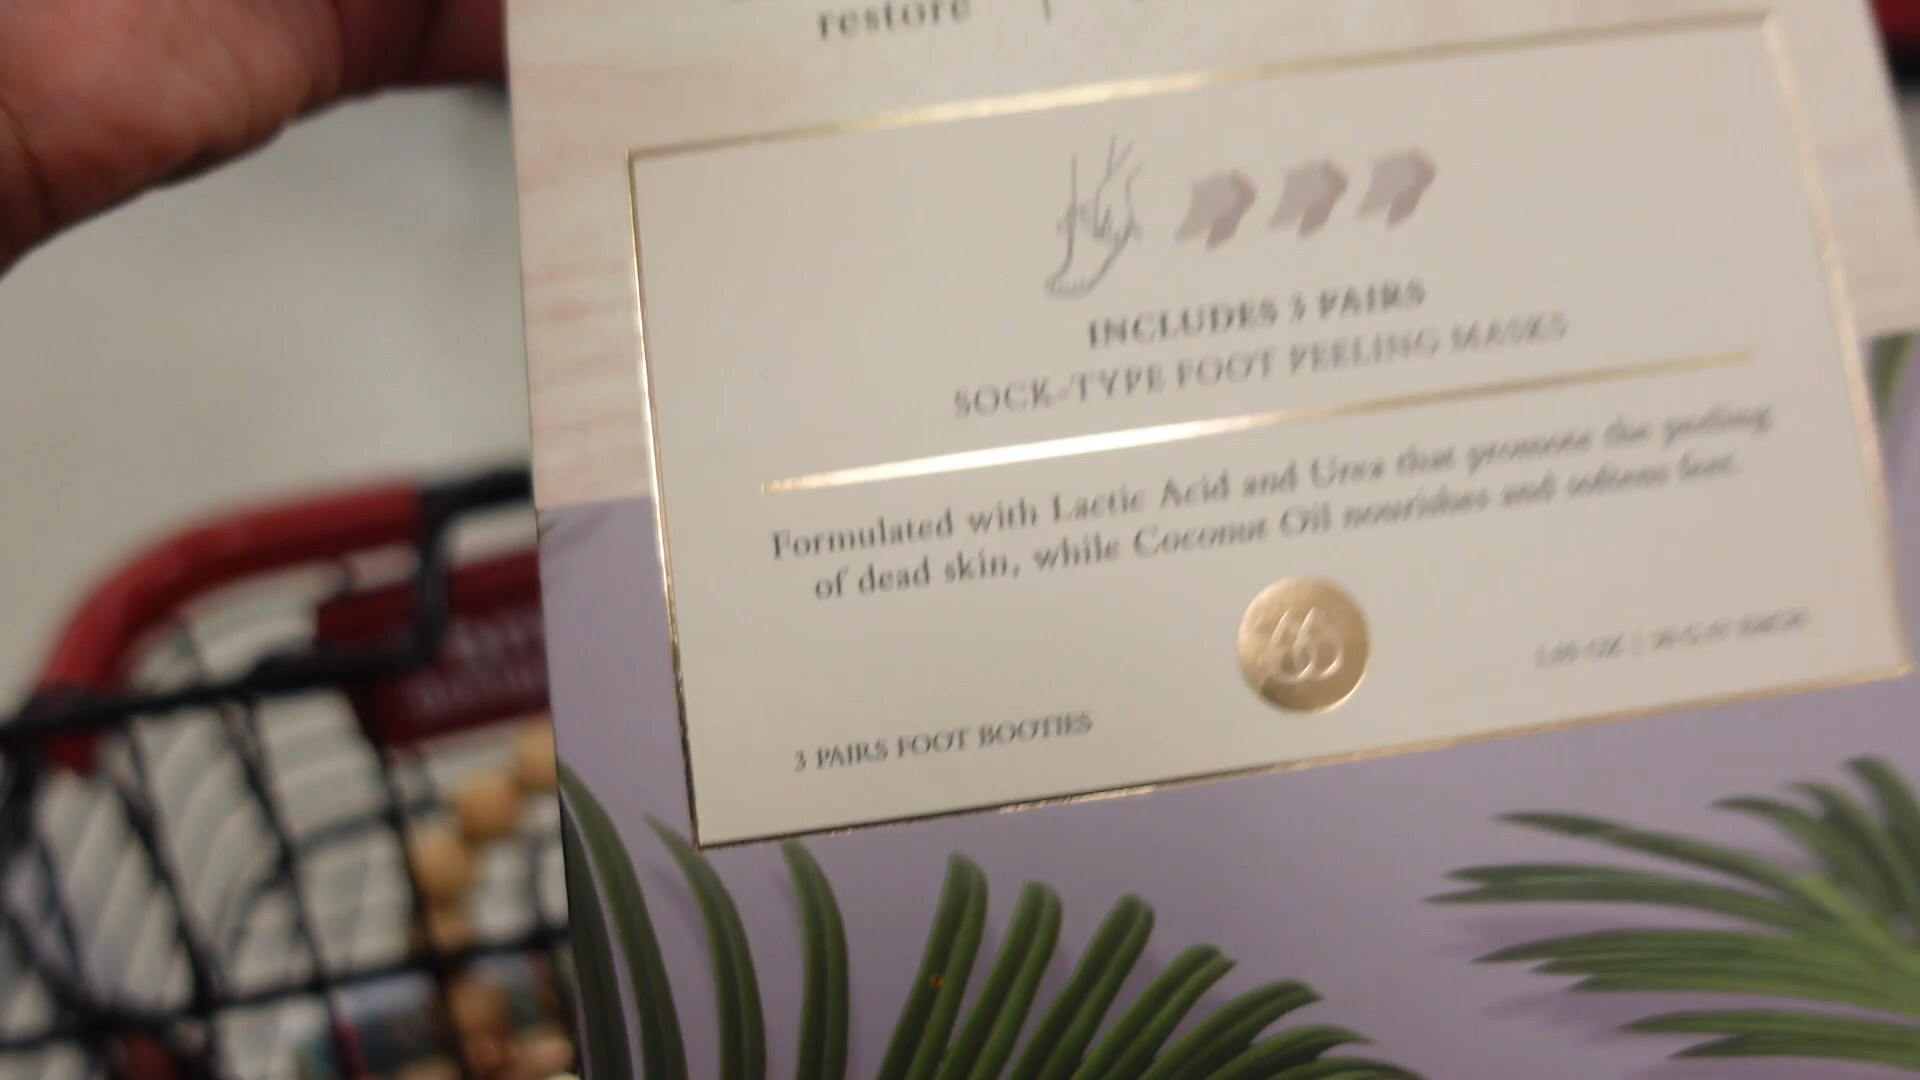 restore
INCLUDES 3 PAIRS
SOCK-TYPE FOOT PEELING MASKS
Formulated with Lactic Acid and Urea that promote the peeling
of dead skin, while Coconut Oil nourishes and softens feet.
3 PAIRS FOOT BOOTIES